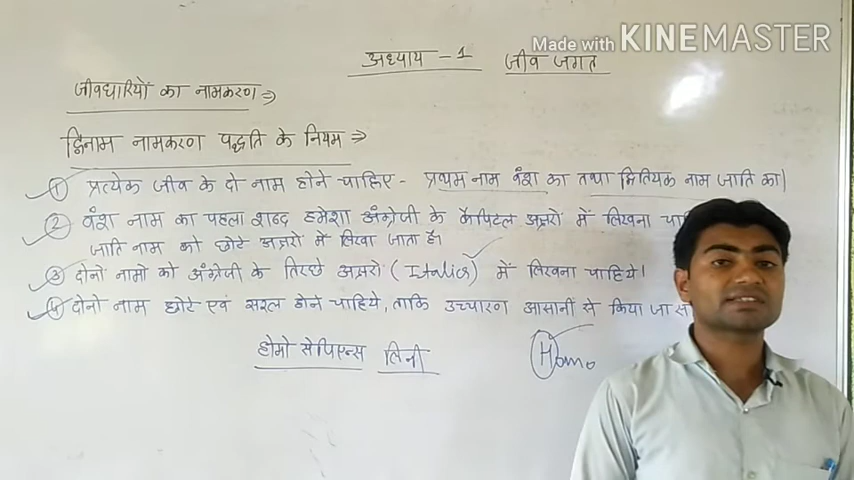 Made with KINEMASTER
अध्याय - 1 जीव जगत
जीवधारियों का नामकरण ⇒
द्विनाम नामकरण पद्धति के नियम ⇒
① प्रत्येक जीव के दो नाम होने चाहिए - प्रथम नाम वंश का तथा द्वितियक नाम जाति का।
② वंश नाम का पहला शब्द हमेशा अंग्रेपी के कैपिटल अक्षरो में लिखना
जाति नाम को छोटे अक्षरो में लिखा जाता है।
③ दोनो नामो को अंग्रेपी के तिरछे अक्षरो (Italics) में लिखना चाहिये।
④ दोनो नाम छोटे एवं सरल होने चाहिये, ताकि उच्चारण आसानी से किया जा
होमो सेपिएन्स लिनी Homo